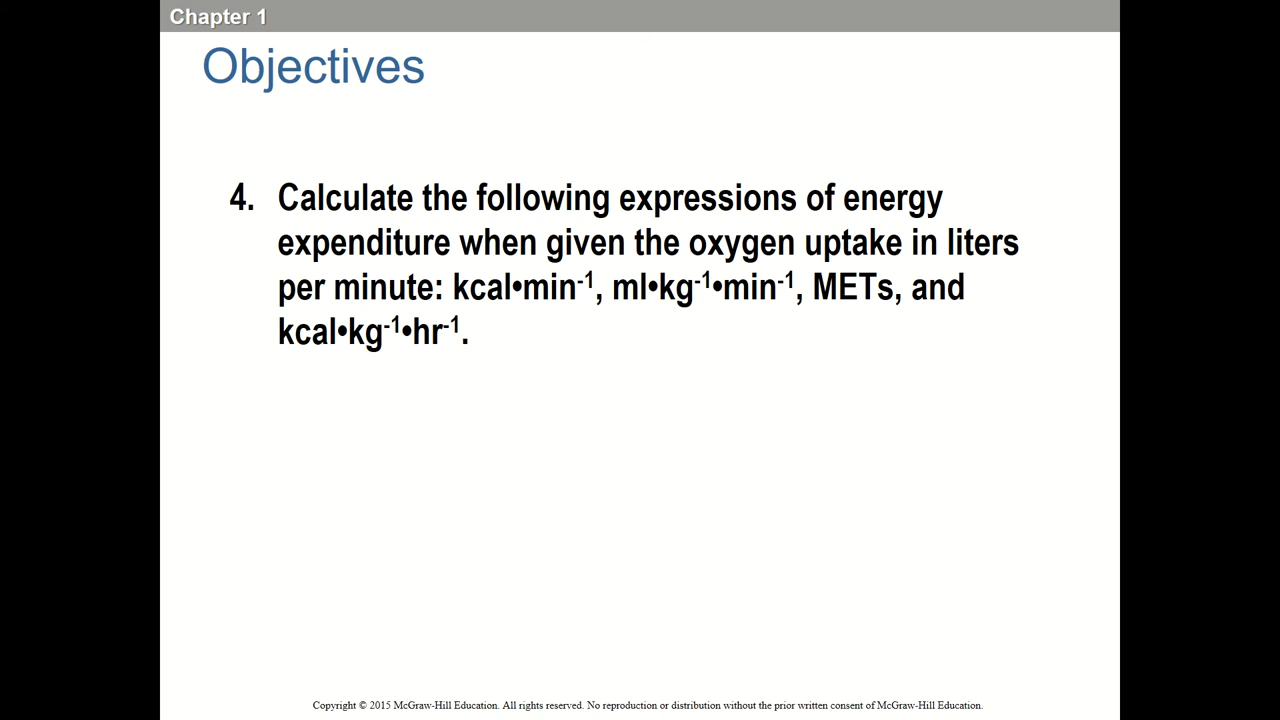 Chapter 1
Objectives
4. Calculate the following expressions of energy
expenditure when given the oxygen uptake in liters
per minute: kcal•min⁻¹, ml•kg⁻¹•min⁻¹, METs, and
kcal•kg⁻¹•hr⁻¹.
Copyright © 2015 McGraw-Hill Education. All rights reserved. No reproduction or distribution without the prior written consent of McGraw-Hill Education.